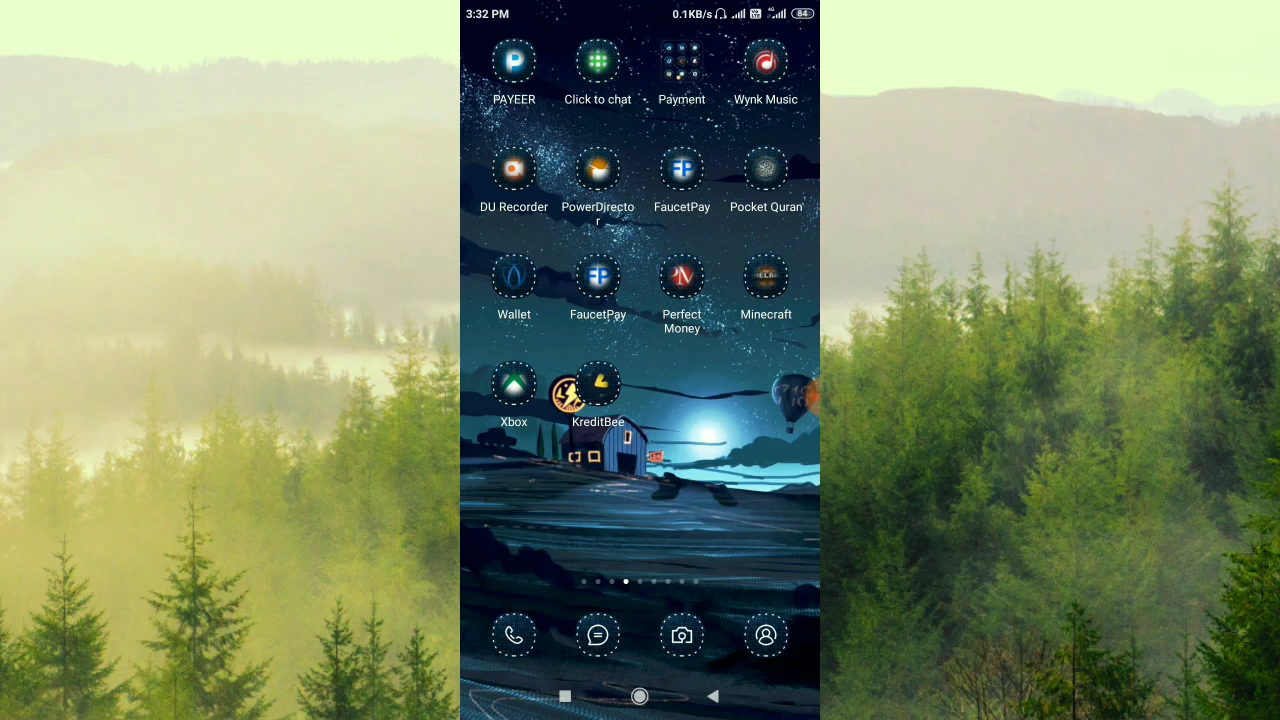 3:32 PM 0.1KB/s 4G 84
PAYEER Click to chat Payment Wynk Music
DU Recorder PowerDirecto FaucetPay Pocket Quran
r
Wallet FaucetPay Perfect Minecraft
Money
Xbox KreditBee